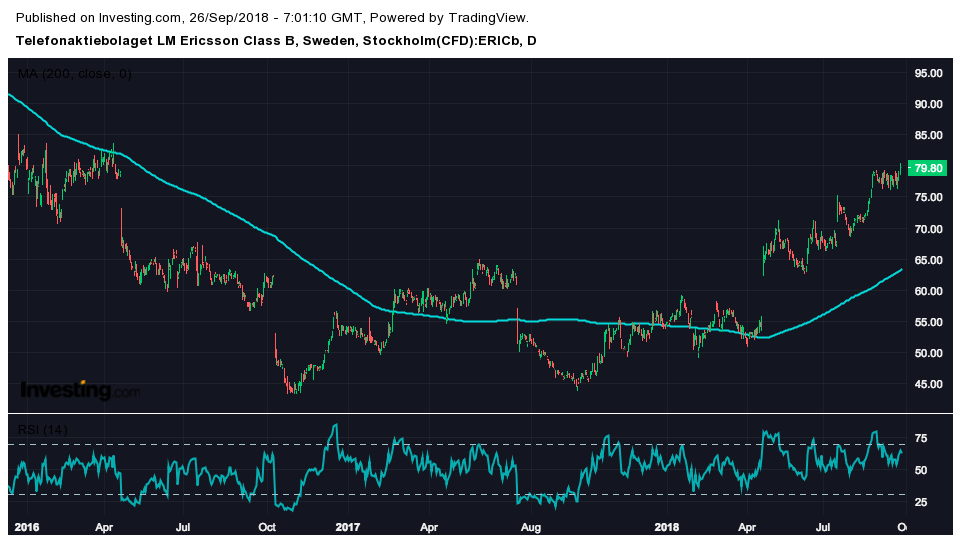 Published on Investing.com, 26/Sep/2018 - 7:01:10 GMT, Powered by TradingView.
Telefonaktiebolaget LM Ericsson Class B, Sweden, Stockholm(CFD):ERICb, D
MA (200, close, 0)
95.00
90.00
85.00
79.80
75.00
70.00
65.00
60.00
55.00
50.00
45.00
Investing.com
RSI (14)
75
50
25
2016 Apr Jul Oct 2017 Apr Aug 2018 Apr Jul